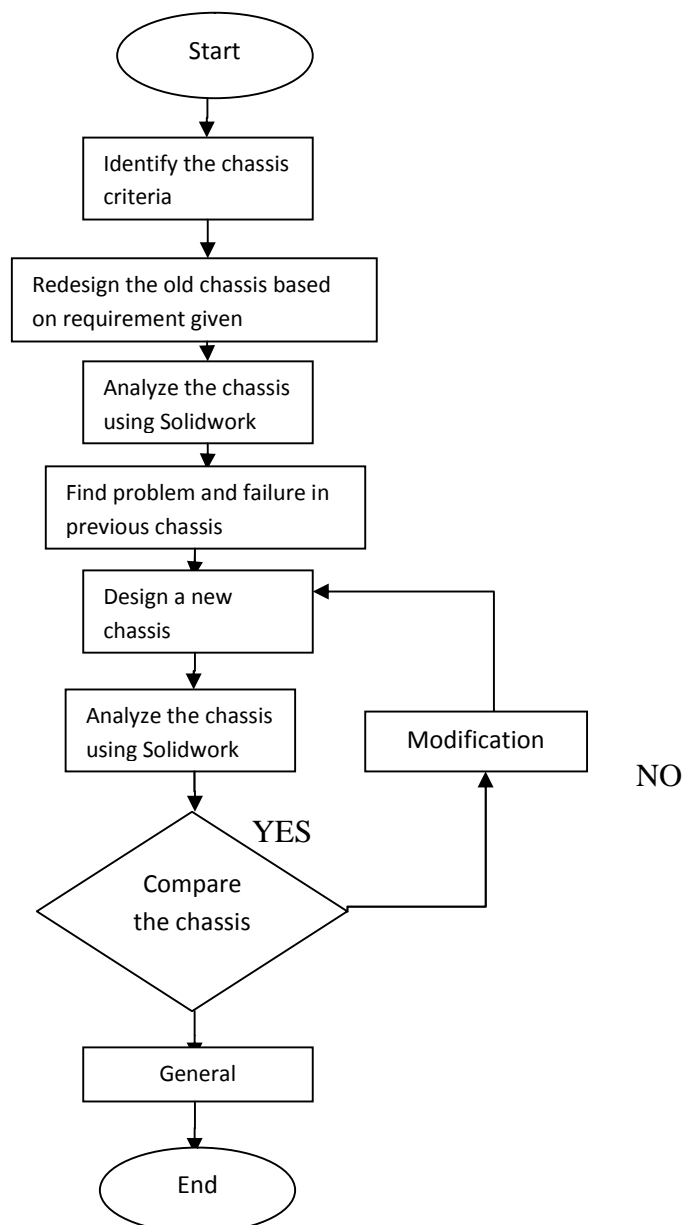 Start
Identify the chassis
criteria
Redesign the old chassis based
on requirement given
Analyze the chassis
using Solidwork
Find problem and failure in
previous chassis
Design a new
chassis
Analyze the chassis
using Solidwork
Modification
NO
YES
Compare
the chassis
General
End